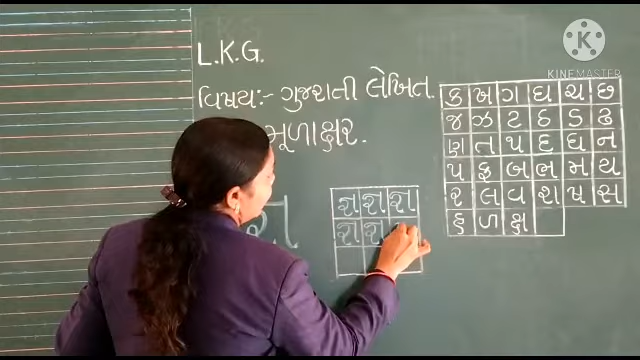 L.K.G.
વિષય:- ગુજરાતી લેખિત.
મૂળાક્ષર.
ક ખ ગ ઘ ચ છ
જ ઝ ટ ઠ ડ ઢ
ણ ત થ દ ધ ન
પ ફ બ ભ મ ય
ર લ વ શ ષ સ
હ ળ ક્ષ
જ્ઞ જ્ઞ જ્ઞ
જ્ઞ જ્ઞ
KINEMASTER